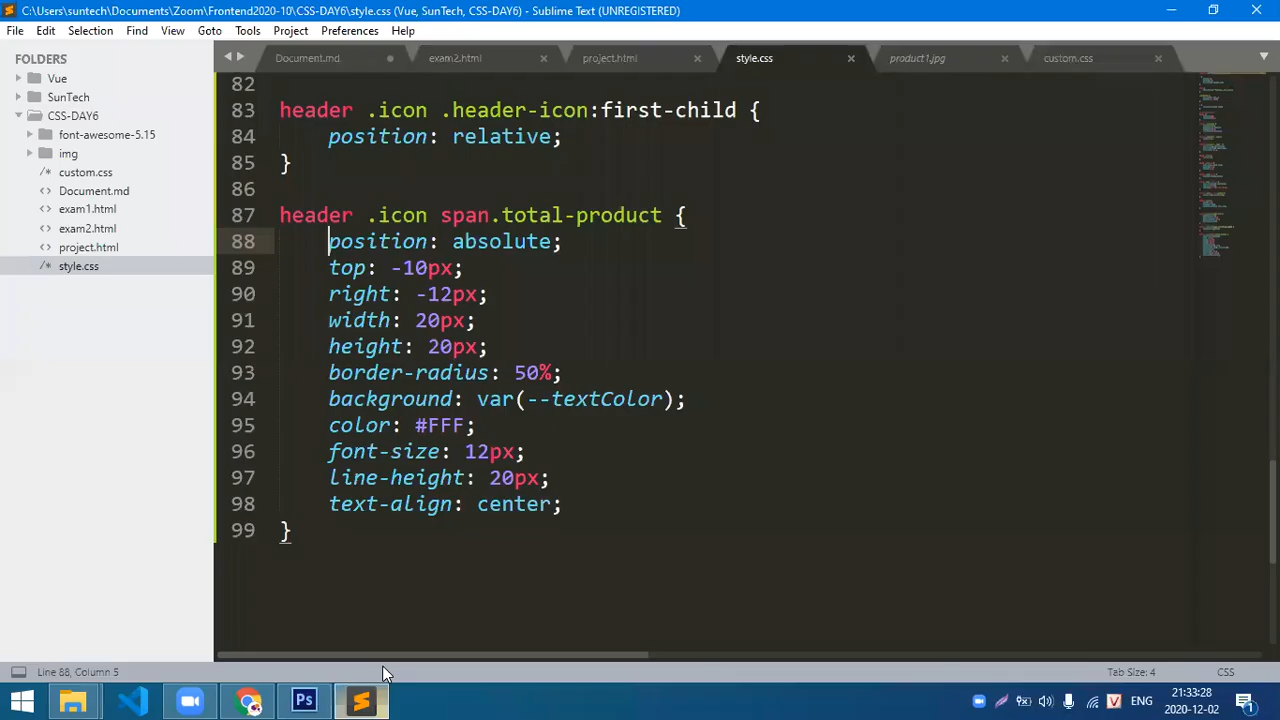 C:\Users\suntech\Documents\Zoom\Frontend2020-10\CSS-DAY6\style.css (Vue, SunTech, CSS-DAY6) - Sublime Text (UNREGISTERED)
File Edit Selection Find View Goto Tools Project Preferences Help
FOLDERS
Vue
SunTech
CSS-DAY6
font-awesome-5.15
img
/* custom.css
<> Document.md
<> exam1.html
<> exam2.html
<> project.html
/* style.css
Document.md exam2.html project.html style.css product1.jpg custom.css
82
83 header .icon .header-icon:first-child {
84 position: relative;
85 }
86
87 header .icon span.total-product {
88 position: absolute;
89 top: -10px;
90 right: -12px;
91 width: 20px;
92 height: 20px;
93 border-radius: 50%;
94 background: var(--textColor);
95 color: #FFF;
96 font-size: 12px;
97 line-height: 20px;
98 text-align: center;
99 }
Line 88, Column 5 Tab Size: 4 CSS
Ps
V
ENG
21:33:28
2020-12-02
1